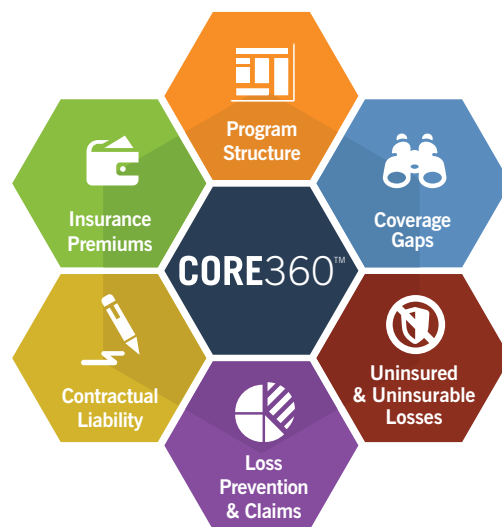 Program
Structure
Insurance
Premiums
Coverage
Gaps
CORE360™
Contractual
Liability
Uninsured
& Uninsurable
Losses
Loss
Prevention
& Claims